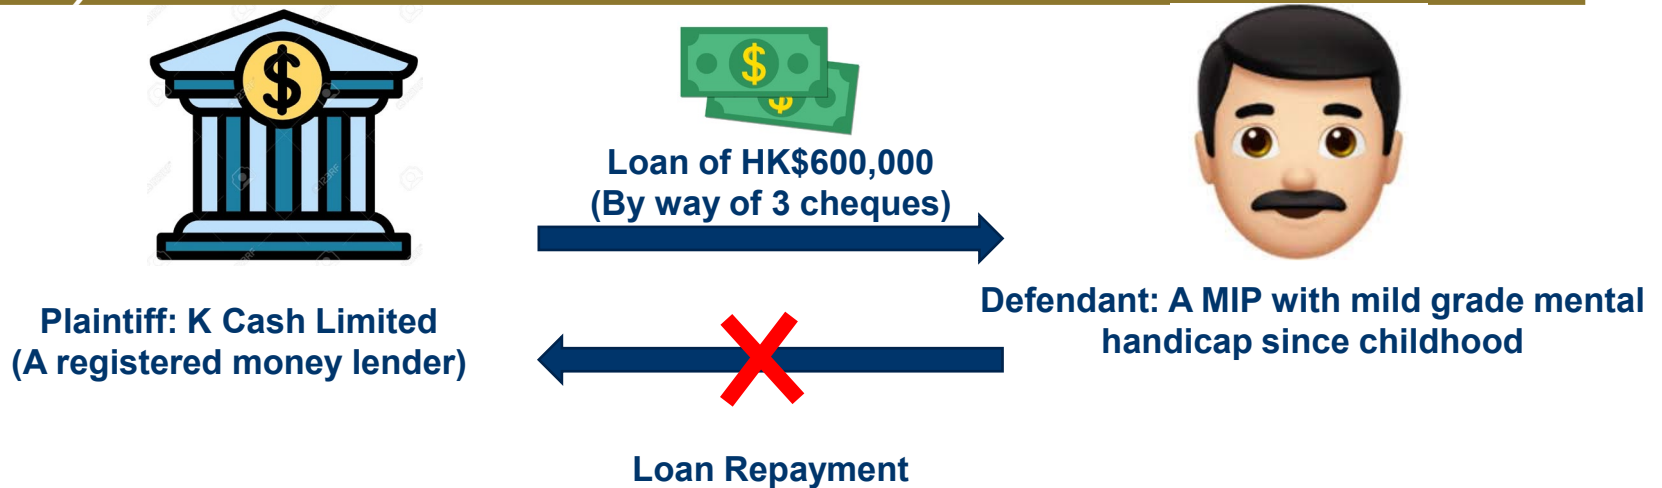 $
$
$
Loan of HK$600,000
(By way of 3 cheques)
Plaintiff: K Cash Limited
(A registered money lender)
Defendant: A MIP with mild grade mental
handicap since childhood
Loan Repayment